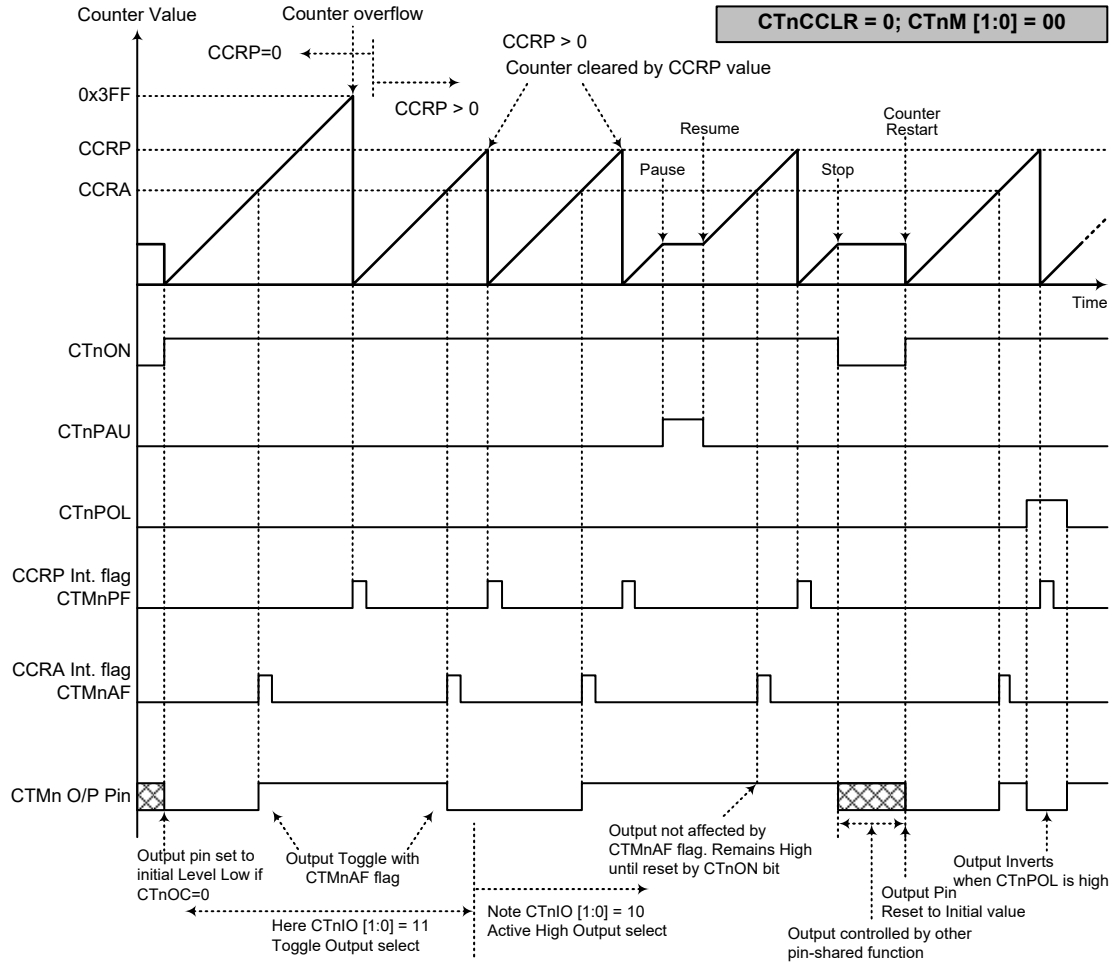 Counter Value
Counter overflow
CTnCCLR = 0; CTnM [1:0] = 00
CCRP=0
CCRP > 0
CCRP > 0
Counter cleared by CCRP value
0x3FF
CCRP
CCRA
Pause
Resume
Stop
Counter
Restart
Time
CTnON
CTnPAU
CTnPOL
CCRP Int. flag
CTMnPF
CCRA Int. flag
CTMnAF
CTMn O/P Pin
Output pin set to
initial Level Low if
CTnOC=0
Output Toggle with
CTMnAF flag
Output not affected by
CTMnAF flag. Remains High
until reset by CTnON bit
Output Inverts
when CTnPOL is high
Output Pin
Reset to Initial value
Here CTnIO [1:0] = 11
Toggle Output select
Note CTnIO [1:0] = 10
Active High Output select
Output controlled by other
pin-shared function